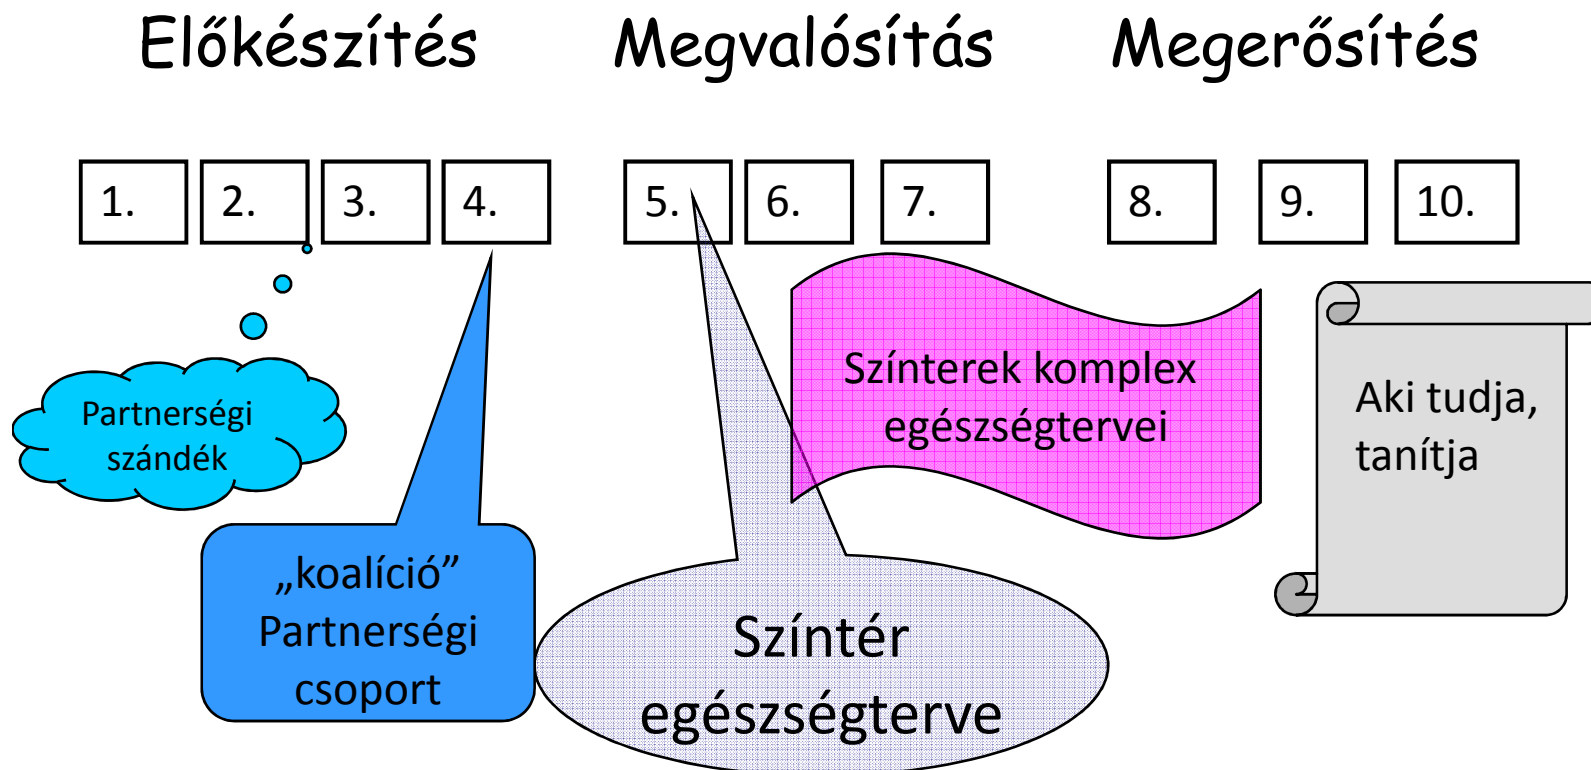 Előkészítés Megvalósítás Megerősítés
1. 2. 3. 4. 5. 6. 7. 8. 9. 10.
Partnerségi
szándék
„koalíció”
Partnerségi
csoport
Színtér
egészségterve
Színterek komplex
egészségtervei
Aki tudja,
tanítja